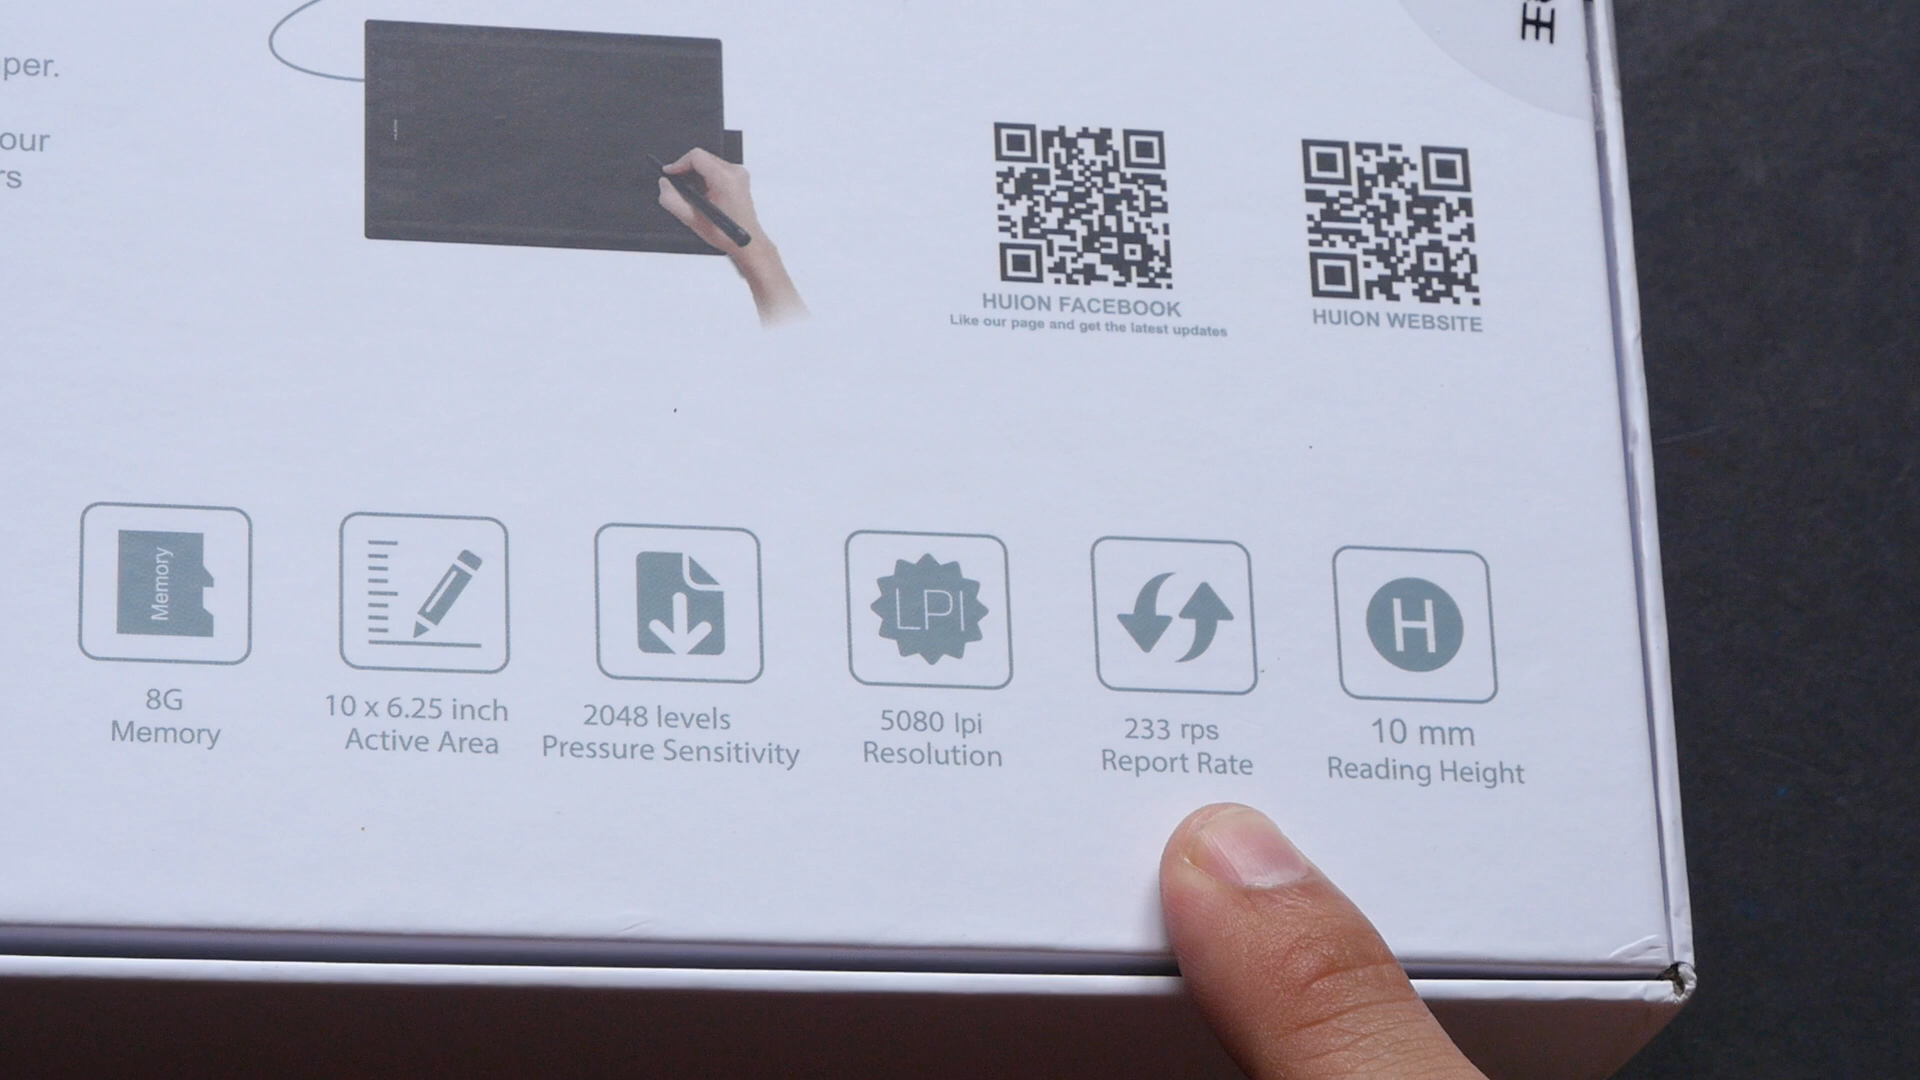 our
HUION FACEBOOK
Like our page and get the latest updates
HUION WEBSITE
Memory
8G
Memory
10 x 6.25 inch
Active Area
2048 levels
Pressure Sensitivity
LPI
5080 lpi
Resolution
233 rps
Report Rate
H
10 mm
Reading Height